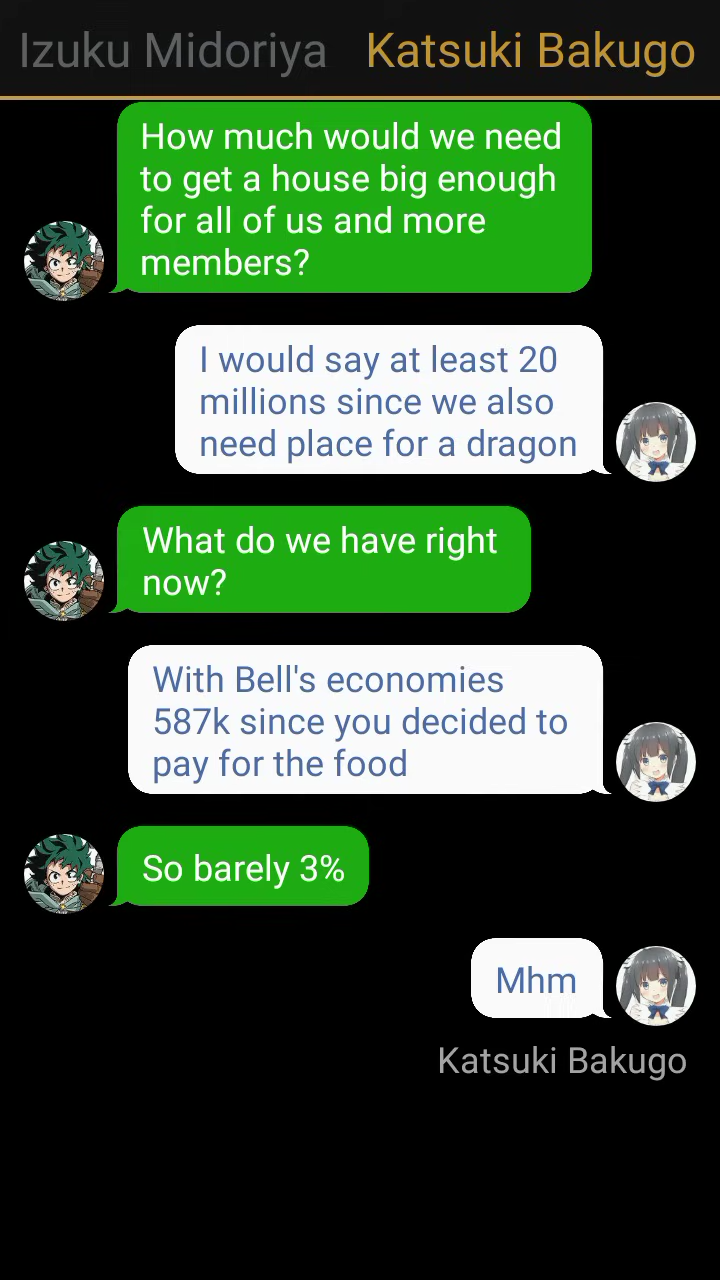 Izuku Midoriya Katsuki Bakugo
How much would we need
to get a house big enough
for all of us and more
members?
I would say at least 20
millions since we also
need place for a dragon
What do we have right
now?
With Bell's economies
587k since you decided to
pay for the food
So barely 3%
Mhm
Katsuki Bakugo